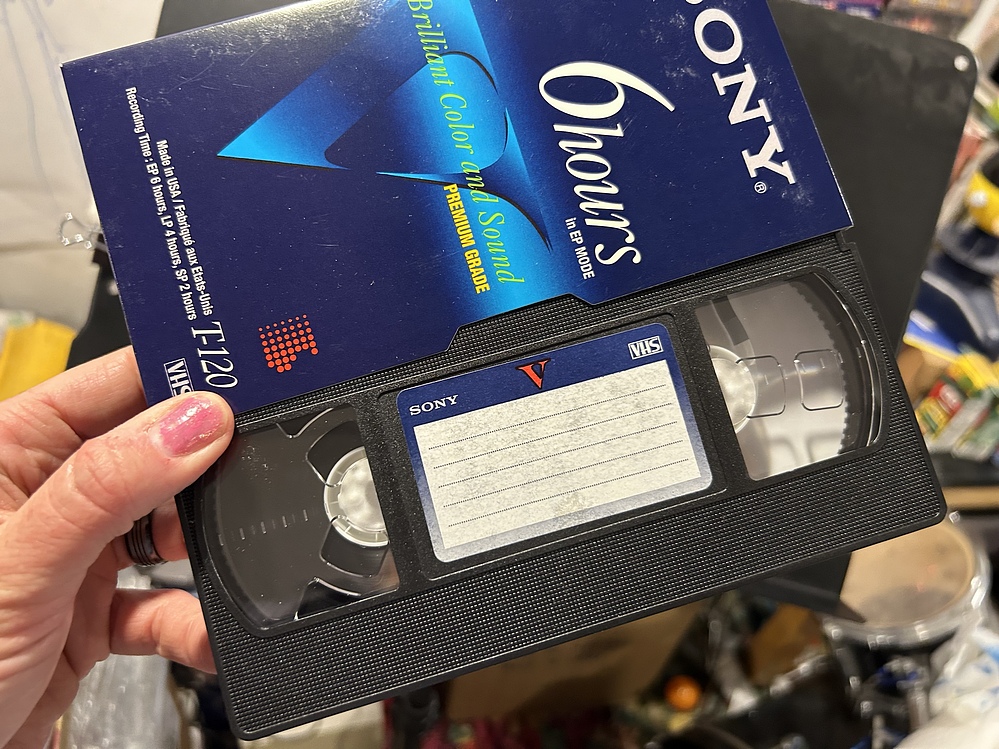 SONY®
6hours
in EP MODE
Brilliant Color and Sound
PREMIUM GRADE
Made in USA / Fabriqué aux Etats-Unis
Recording Time : EP 6 hours, LP 4 hours, SP 2 hours
T-120
VHS
SONY
V
VHS